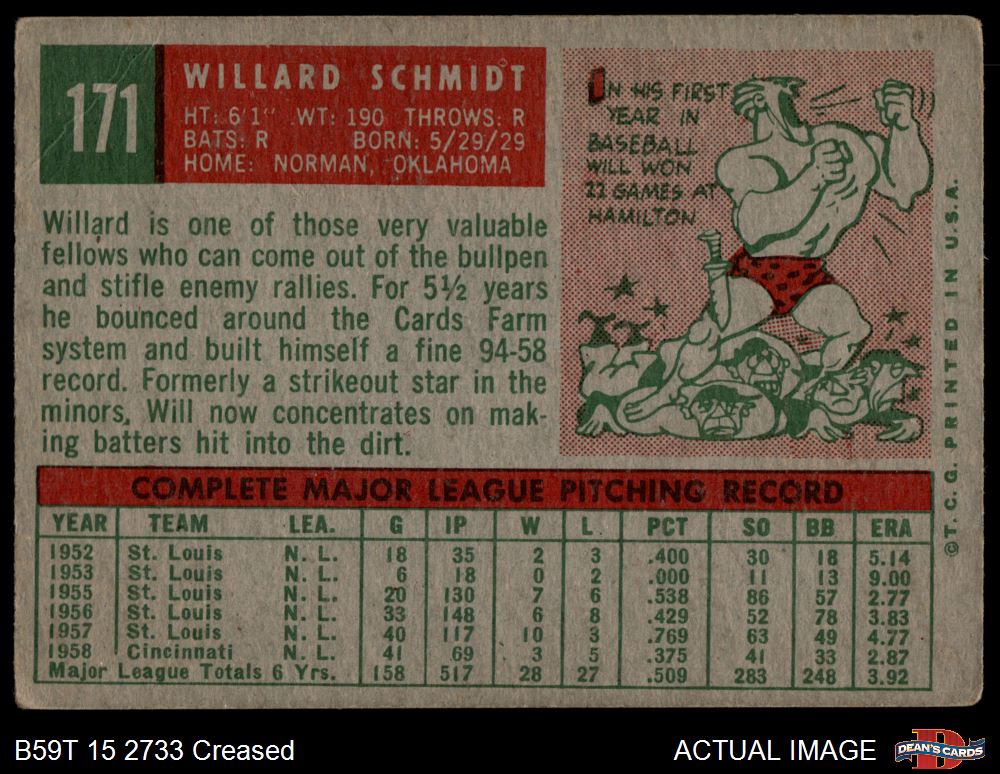 171
WILLARD SCHMIDT
HT: 6'1" WT: 190 THROWS: R
BATS: R BORN: 5/29/29
HOME: NORMAN, OKLAHOMA
IN HIS FIRST
YEAR IN
BASEBALL
WILL WON
22 GAMES AT
HAMILTON
Willard is one of those very valuable
fellows who can come out of the bullpen
and stifle enemy rallies. For 5½ years
he bounced around the Cards Farm
system and built himself a fine 94-58
record. Formerly a strikeout star in the
minors, Will now concentrates on mak-
ing batters hit into the dirt.
COMPLETE MAJOR LEAGUE PITCHING RECORD
YEAR TEAM LEA. G IP W L PCT SO BB ERA
1952 St. Louis N. L. 18 35 2 3 .400 30 18 5.14
1953 St. Louis N. L. 6 18 0 2 .000 11 13 9.00
1955 St. Louis N. L. 20 130 7 6 .538 86 57 2.77
1956 St. Louis N. L. 33 148 6 8 .429 52 78 3.83
1957 St. Louis N. L. 40 117 10 3 .769 63 49 4.77
1958 Cincinnati N. L. 41 69 3 5 .375 41 33 2.87
Major League Totals 6 Yrs. 158 517 28 27 .509 283 248 3.92
©T. C. G. PRINTED IN U.S.A.
B59T 15 2733 Creased
ACTUAL IMAGE
D
DEAN'S CARDS